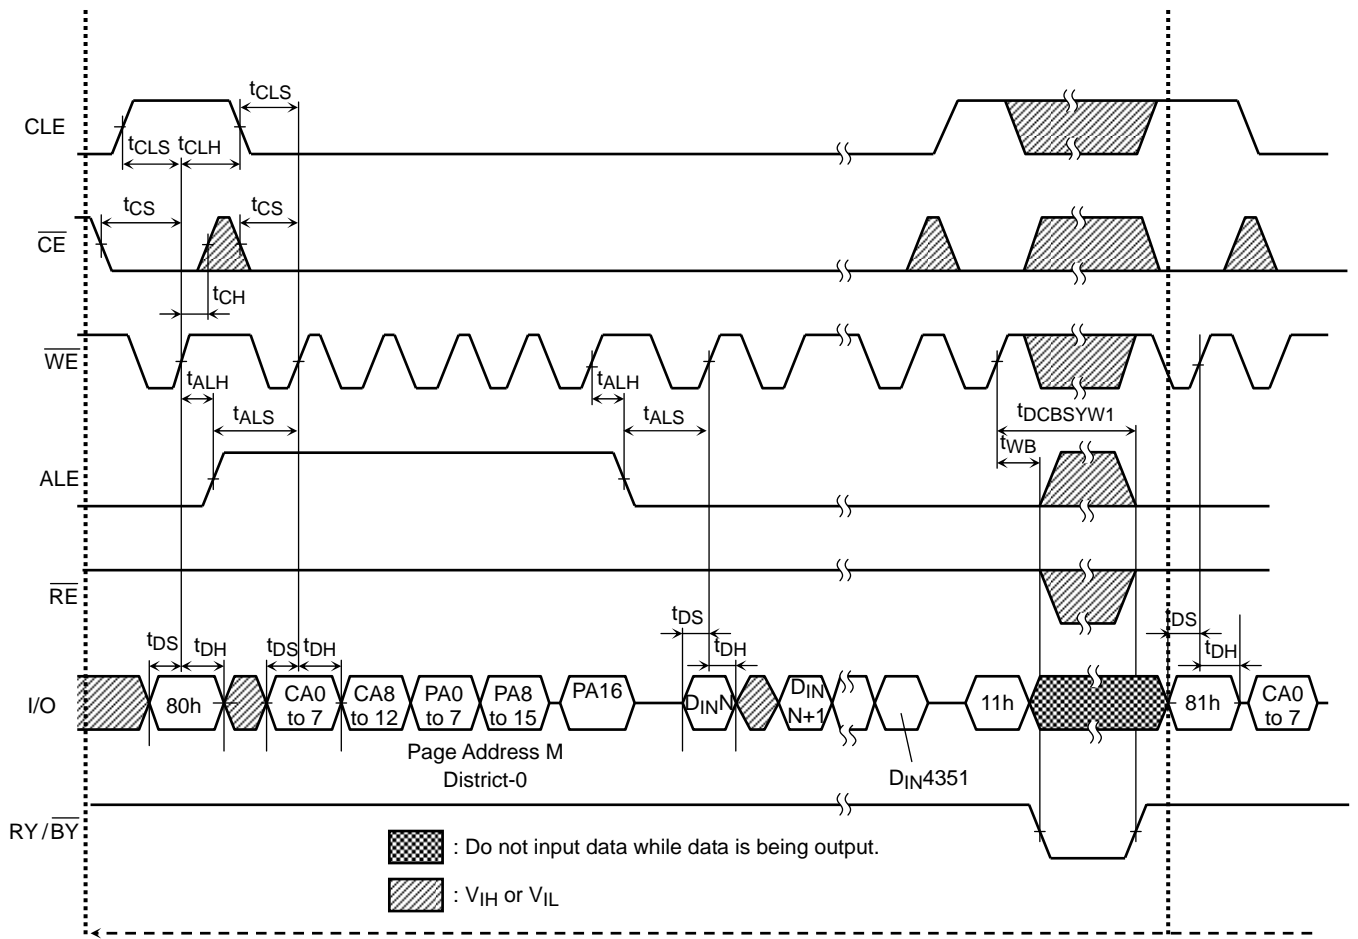 tCLS
CLE
tCLS tCLH
tCS tCS
CE
tCH
WE
tALH tALH
tALS tALS tDCBSYW1
tWB
ALE
RE
tDS tDS
tDS tDH tDS tDH tDH tDH
I/O 80h CA0 to 7 CA8 to 12 PA0 to 7 PA8 to 15 PA16 DINN DIN N+1 11h 81h CA0 to 7
Page Address M
District-0
DIN4351
RY/BY
: Do not input data while data is being output.
: VIH or VIL